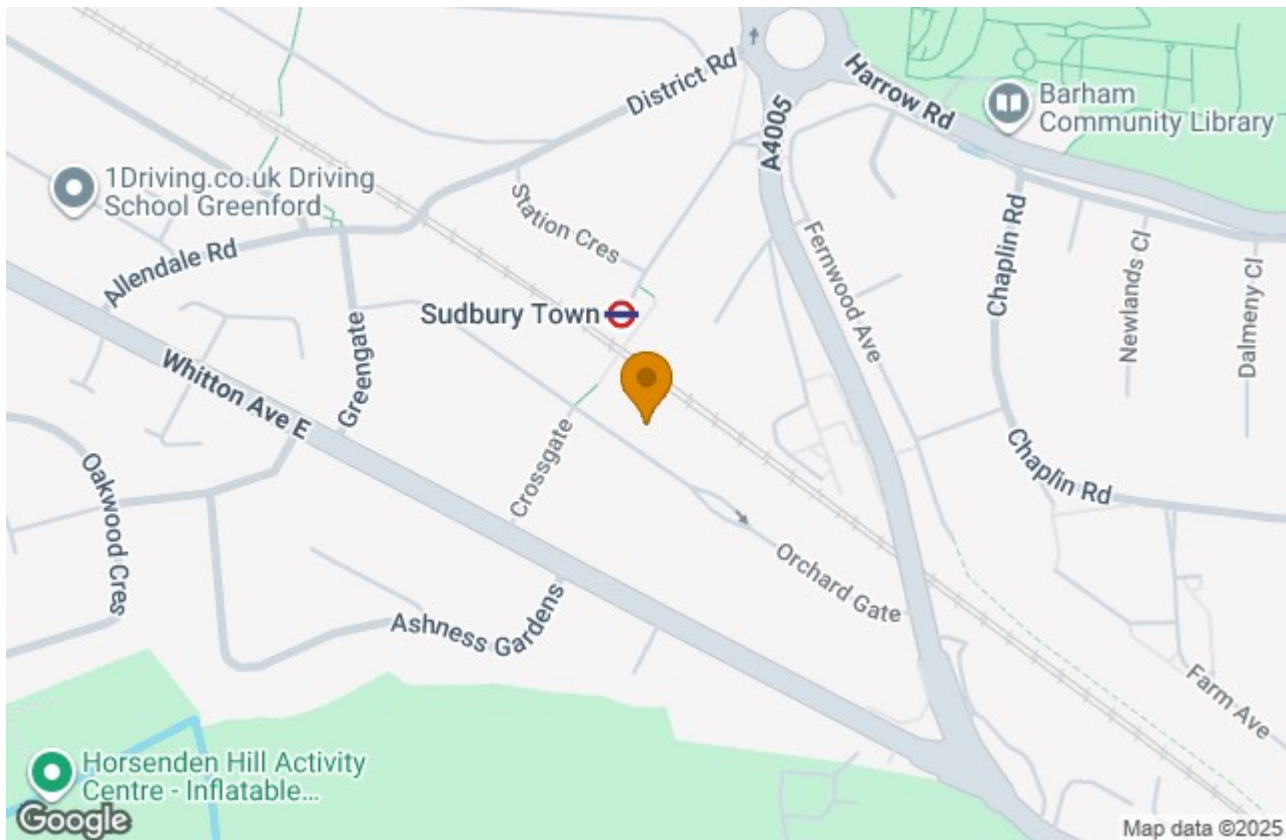 District Rd
Harrow Rd
Barham
Community Library
A4005
1Driving.co.uk Driving
School Greenford
Station Cres
Fernwood Ave
Chaplin Rd
Newlands Cl
Dalmeny Cl
Allendale Rd
Sudbury Town
Greengate
Whitton Ave E
Crossgate
Chaplin Rd
Oakwood Cres
Orchard Gate
Ashness Gardens
Farm Ave
Horsenden Hill Activity
Centre - Inflatable...
Google
Map data ©2025